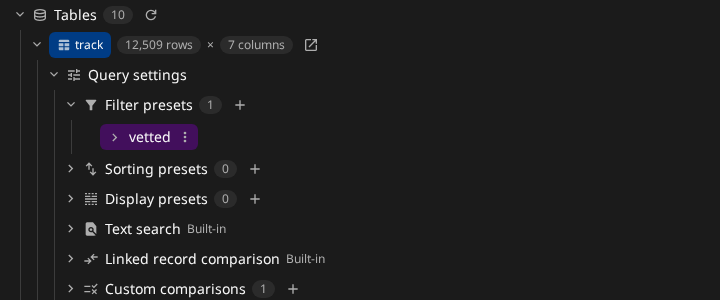 Tables 10
track 12,509 rows × 7 columns
Query settings
Filter presets 1 +
vetted
Sorting presets 0 +
Display presets 0 +
Text search Built-in
Linked record comparison Built-in
Custom comparisons 1 +